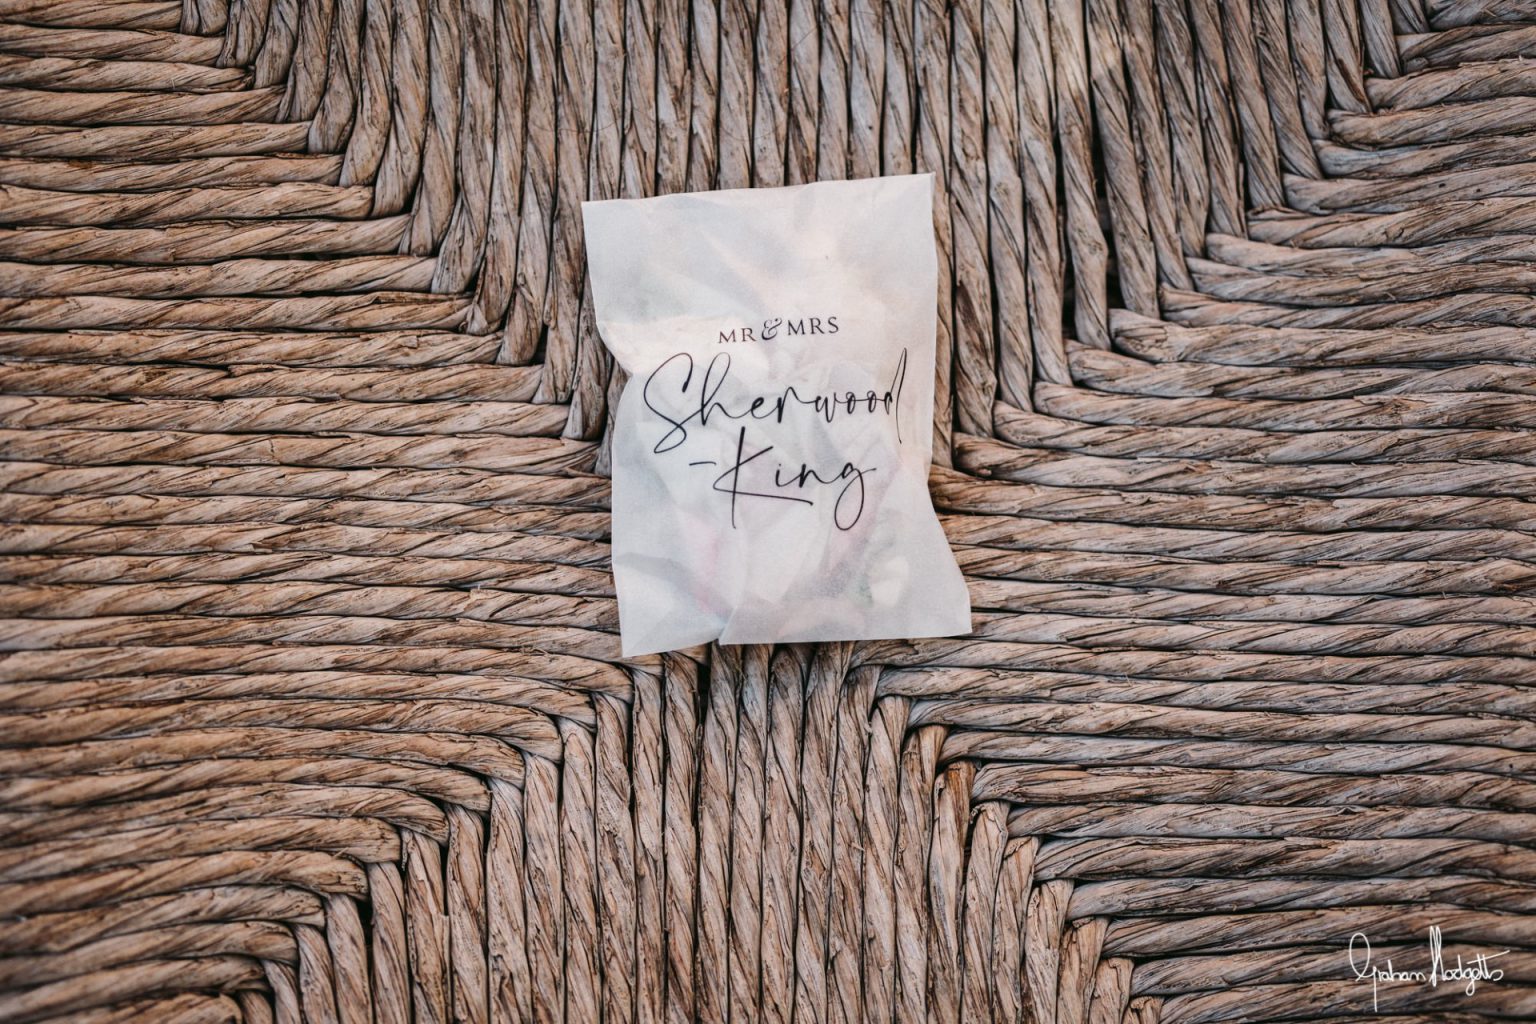 MR & MRS
Sherwood
-King
Graham Hodgetts